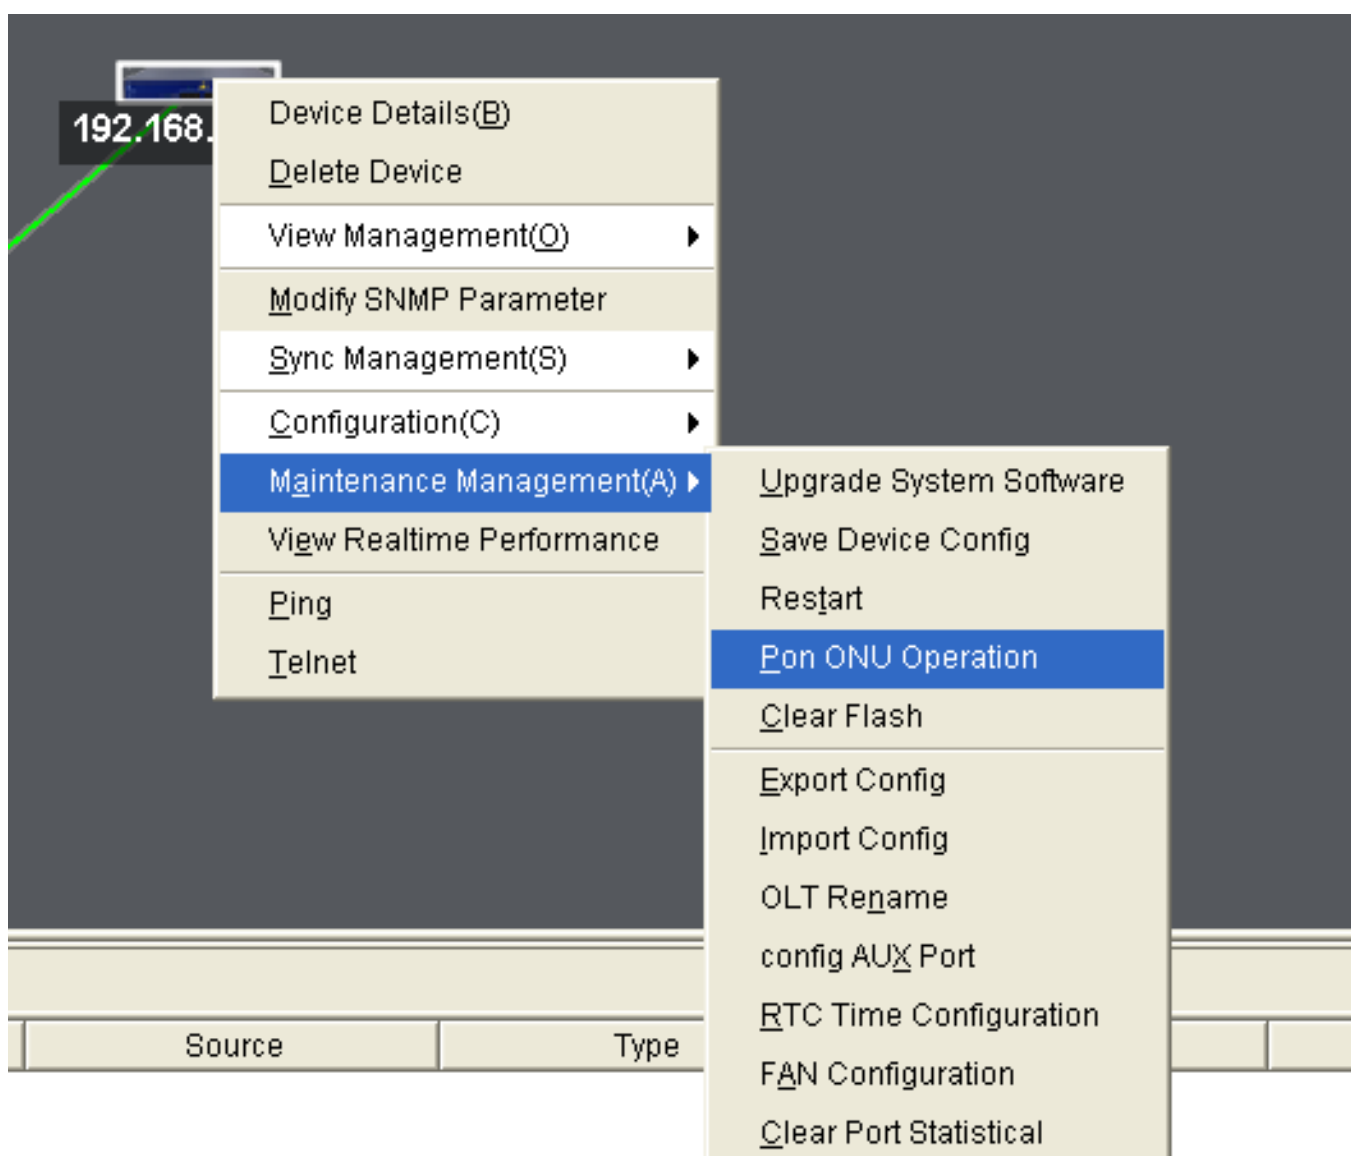 192.168.
Device Details(B)
Delete Device
View Management(O)
Modify SNMP Parameter
Sync Management(S)
Configuration(C)
Maintenance Management(A)
View Realtime Performance
Ping
Telnet
Upgrade System Software
Save Device Config
Restart
Pon ONU Operation
Clear Flash
Export Config
Import Config
OLT Rename
config AUX Port
RTC Time Configuration
FAN Configuration
Clear Port Statistical
Source
Type